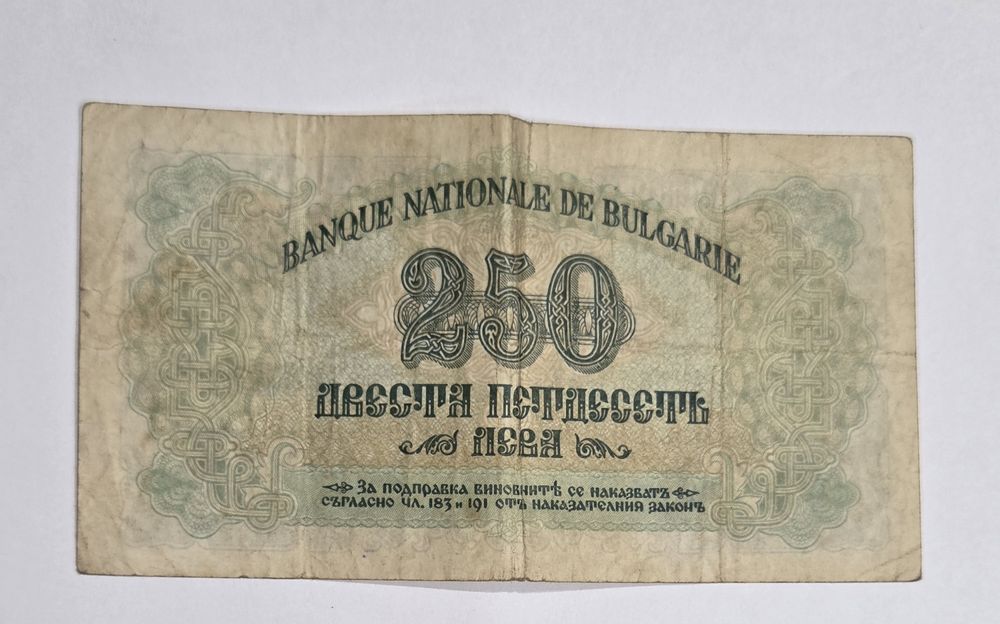 BANQUE NATIONALE DE BULGARIE
250
ДВЕСТА ПЕТДЕСЕТЬ
ЛЕВА
ЗА ПОДПРАВКА ВИНОВНИТѢ СЕ НАКАЗВАТЪ
СЪГЛАСНО ЧЛ. 183 И 191 ОТЪ НАКАЗАТЕЛНИЯ ЗАКОНЪ